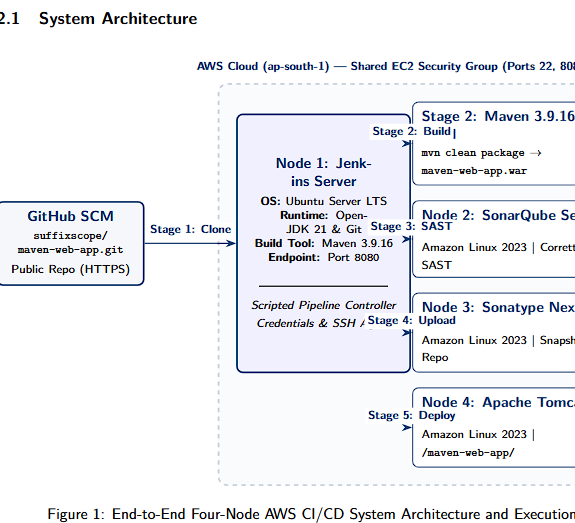 2.1 System Architecture
AWS Cloud (ap-south-1) — Shared EC2 Security Group (Ports 22, 808
GitHub SCM
suffixscope/
maven-web-app.git
Public Repo (HTTPS)
Stage 1: Clone
Node 1: Jenk-
ins Server
OS: Ubuntu Server LTS
Runtime: Open-
JDK 21 & Git
Build Tool: Maven 3.9.16
Endpoint: Port 8080
Scripted Pipeline Controller
Credentials & SSH
Stage 2: Build
Stage 2: Maven 3.9.16
mvn clean package →
maven-web-app.war
Stage 3: SAST
Node 2: SonarQube Se
Amazon Linux 2023 | Corrett
SAST
Stage 4: Upload
Node 3: Sonatype Nex
Amazon Linux 2023 | Snapsh
Repo
Stage 5: Deploy
Node 4: Apache Tomca
Amazon Linux 2023 |
/maven-web-app/
Figure 1: End-to-End Four-Node AWS CI/CD System Architecture and Execution